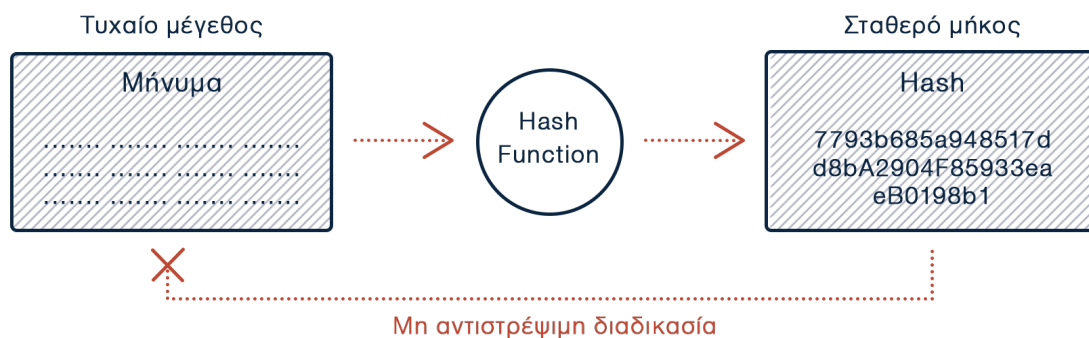 Τυχαίο μέγεθος
Σταθερό μήκος
Μήνυμα
....... ....... ....... .......
....... ....... ....... .......
....... ....... ....... .......
Hash
Function
Hash
7793b685a948517d
d8bA2904F85933ea
eB0198b1
Μη αντιστρέψιμη διαδικασία